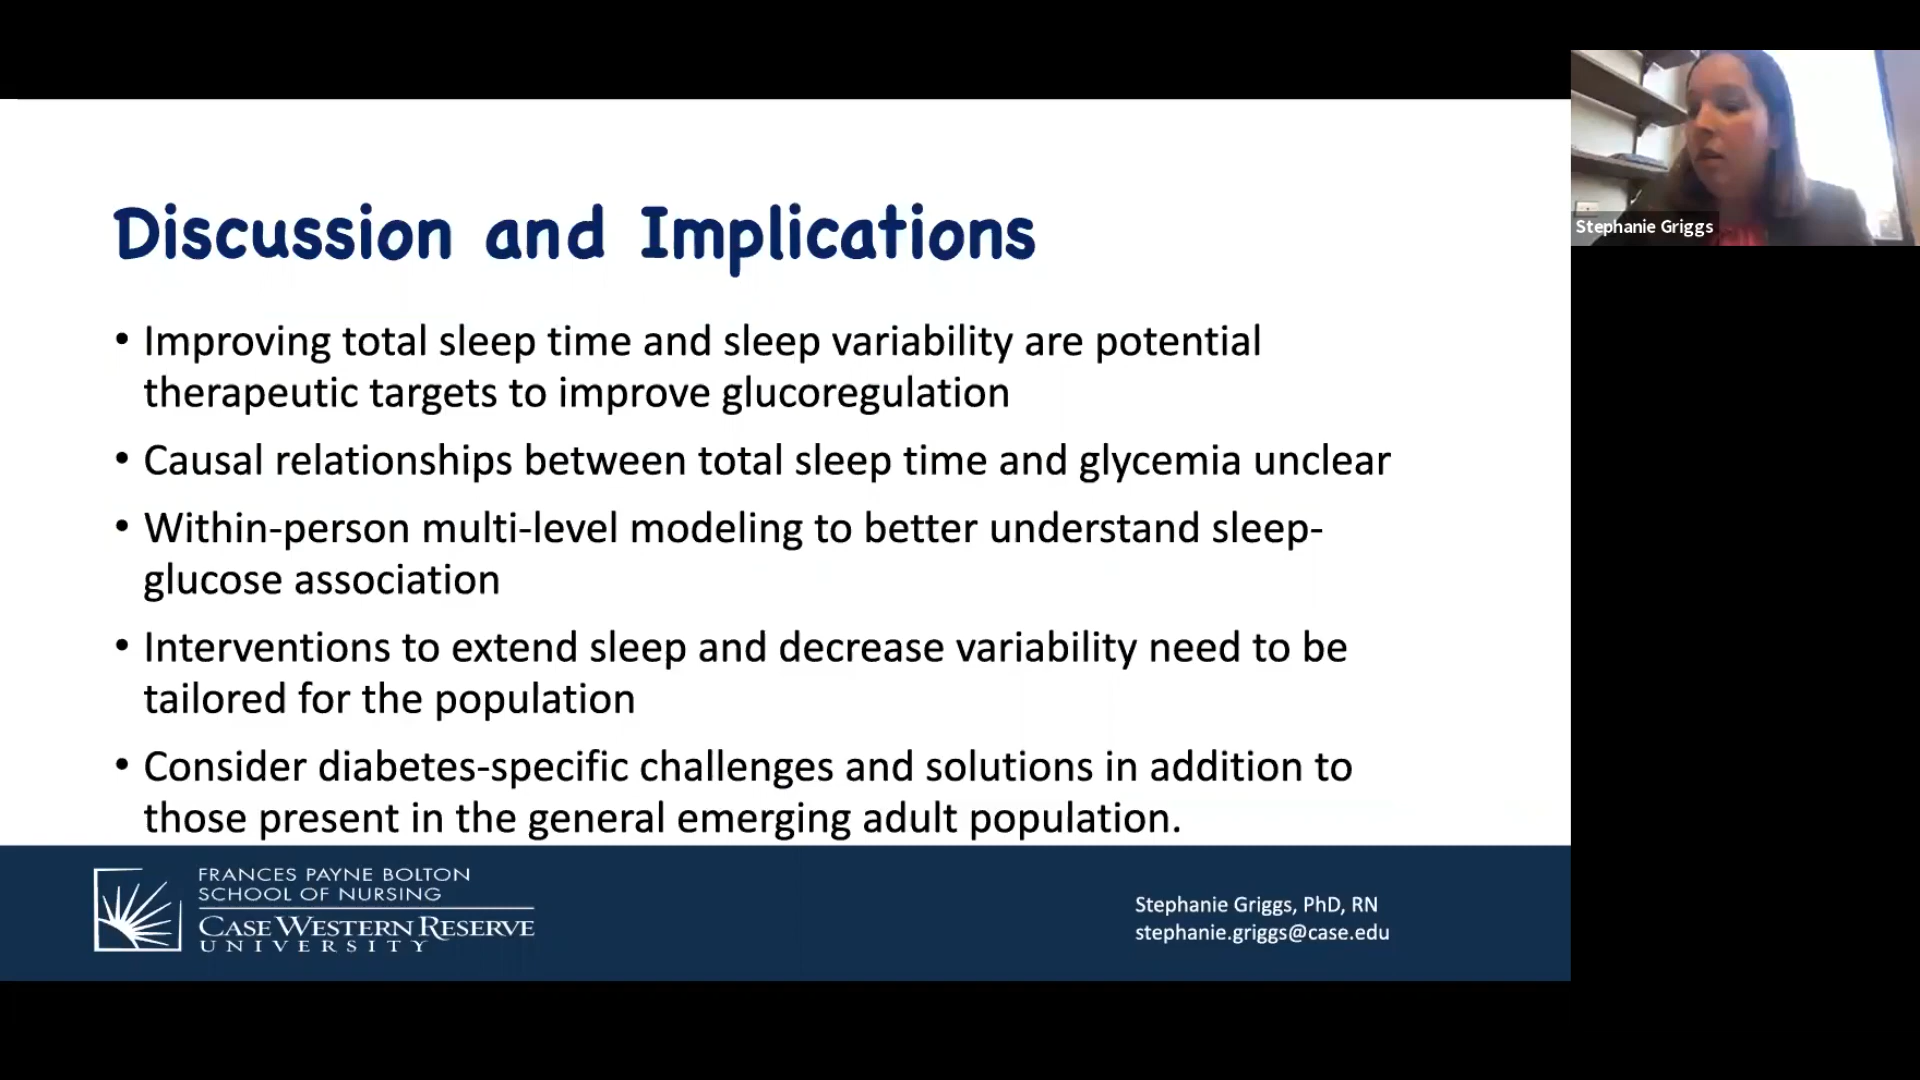 Discussion and Implications
• Improving total sleep time and sleep variability are potential
therapeutic targets to improve glucoregulation
• Causal relationships between total sleep time and glycemia unclear
• Within-person multi-level modeling to better understand sleep-
glucose association
• Interventions to extend sleep and decrease variability need to be
tailored for the population
• Consider diabetes-specific challenges and solutions in addition to
those present in the general emerging adult population.
FRANCES PAYNE BOLTON
SCHOOL OF NURSING
CASE WESTERN RESERVE
UNIVERSITY
Stephanie Griggs, PhD, RN
stephanie.griggs@case.edu
Stephanie Griggs